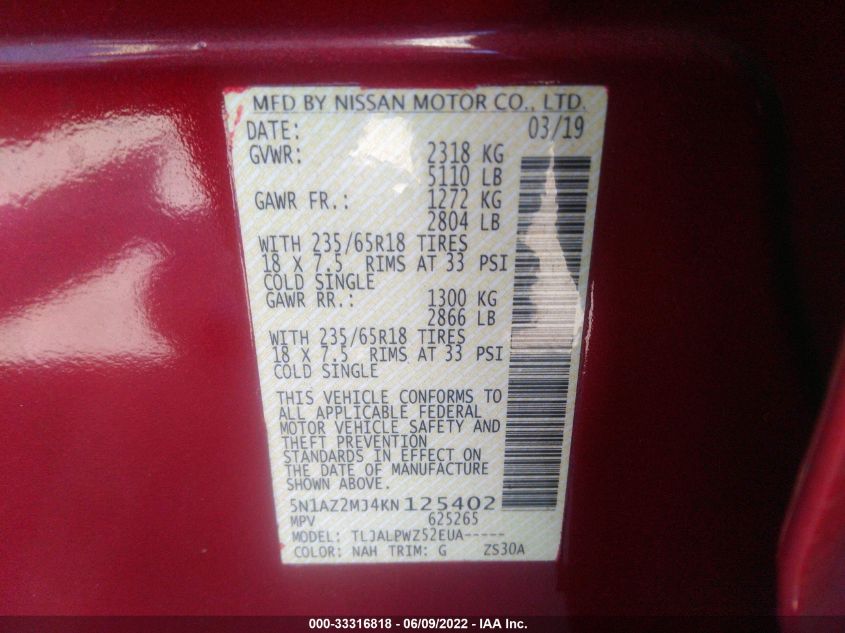 MFD BY NISSAN MOTOR CO., LTD.
DATE: 03/19
GVWR: 2318 KG
5110 LB
GAWR FR.: 1272 KG
2804 LB
WITH 235/65R18 TIRES
18 X 7.5 RIMS AT 33 PSI
COLD SINGLE
GAWR RR.: 1300 KG
2866 LB
WITH 235/65R18 TIRES
18 X 7.5 RIMS AT 33 PSI
COLD SINGLE
THIS VEHICLE CONFORMS TO
ALL APPLICABLE FEDERAL
MOTOR VEHICLE SAFETY AND
THEFT PREVENTION
STANDARDS IN EFFECT ON
THE DATE OF MANUFACTURE
SHOWN ABOVE.
5N1AZ2MJ4KN125402
MPV 625265
MODEL: TLJALPWZ52EUA-----
COLOR: NAH TRIM: G ZS30A
000-33316818 - 06/09/2022 - IAA Inc.